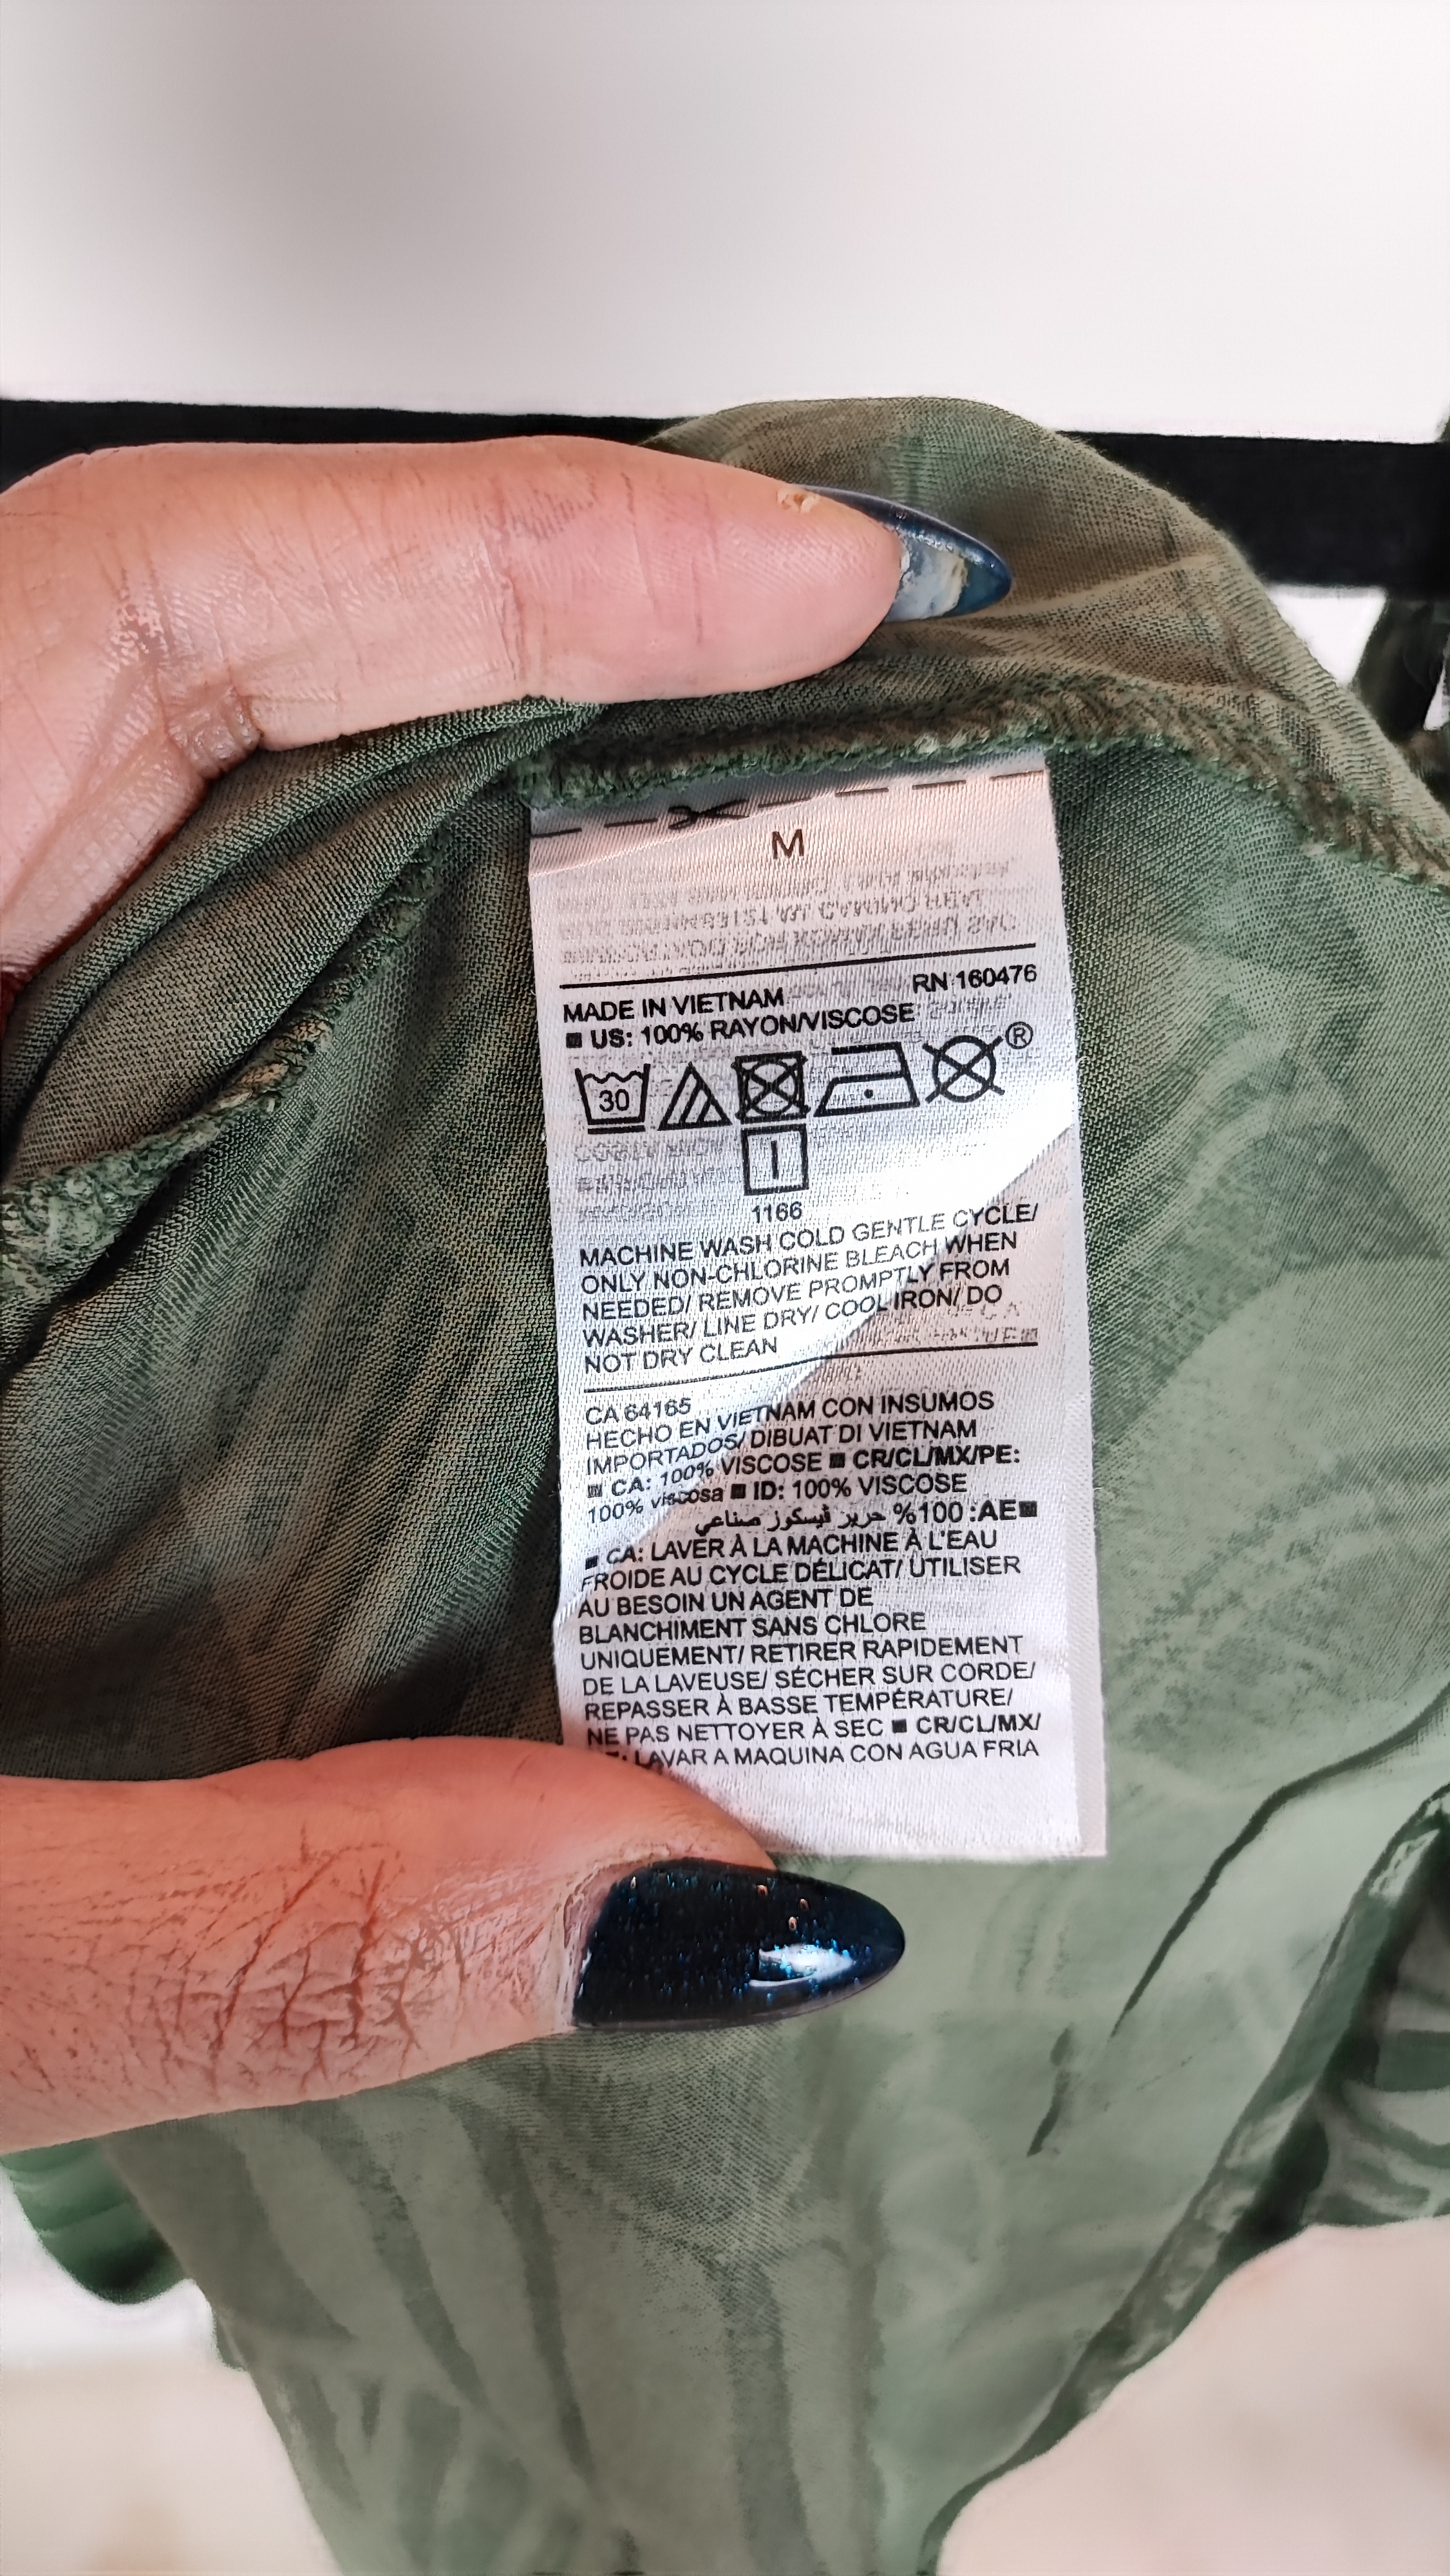 M
MADE IN VIETNAM RN 160476
■ US: 100% RAYON/VISCOSE
30
®
1166
MACHINE WASH COLD GENTLE CYCLE/
ONLY NON-CHLORINE BLEACH WHEN
NEEDED/ REMOVE PROMPTLY FROM
WASHER/ LINE DRY/ COOL IRON/ DO
NOT DRY CLEAN
CA 64165
HECHO EN VIETNAM CON INSUMOS
IMPORTADOS/ DIBUAT DI VIETNAM
■ CA: 100% VISCOSE ■ CR/CL/MX/PE:
100% viscosa ■ ID: 100% VISCOSE
■AE: 100% حرير ڤيسكوز صناعي
■ CA: LAVER À LA MACHINE À L'EAU
FROIDE AU CYCLE DÉLICAT/ UTILISER
AU BESOIN UN AGENT DE
BLANCHIMENT SANS CHLORE
UNIQUEMENT/ RETIRER RAPIDEMENT
DE LA LAVEUSE/ SÉCHER SUR CORDE/
REPASSER À BASSE TEMPÉRATURE/
NE PAS NETTOYER À SEC ■ CR/CL/MX/
LAVAR A MAQUINA CON AGUA FRIA